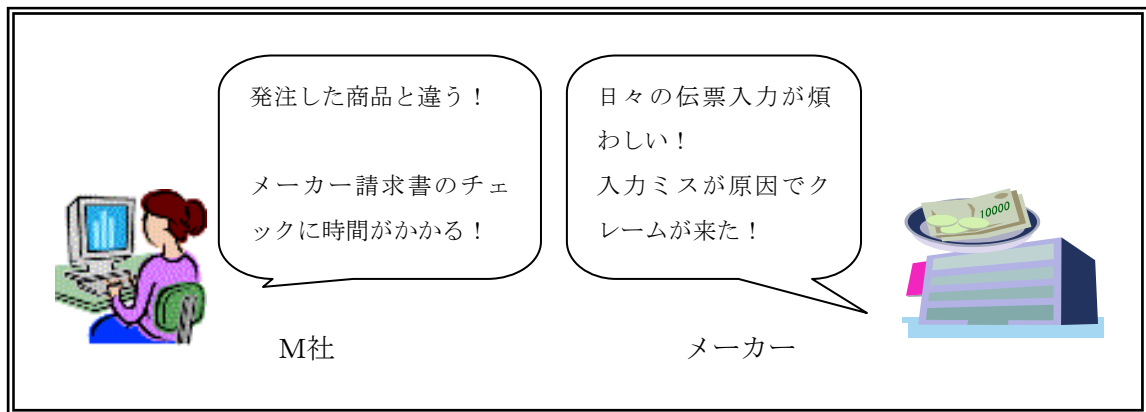 発注した商品と違う！
メーカー請求書のチェ
ックに時間がかかる！
日々の伝票入力が煩
わしい！
入力ミスが原因でク
レームが来た！
10000
M社
メーカー